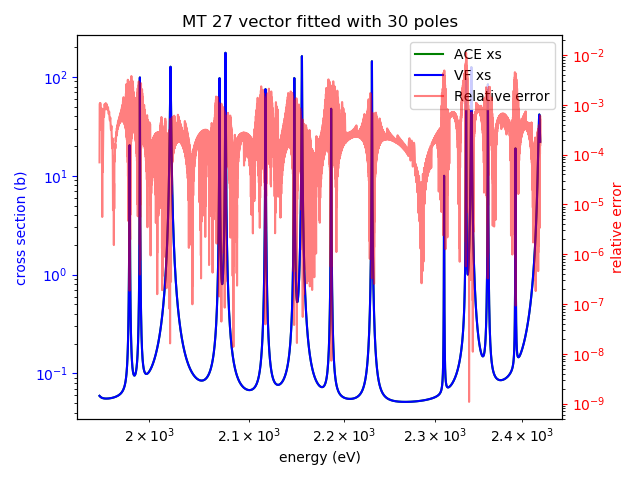 MT 27 vector fitted with 30 poles
ACE xs
VF xs
Relative error
cross section (b)
10²
10¹
10⁰
10⁻¹
10⁻²
10⁻³
10⁻⁴
10⁻⁵
10⁻⁶
10⁻⁷
10⁻⁸
10⁻⁹
relative error
2 × 10³ 2.1 × 10³ 2.2 × 10³ 2.3 × 10³ 2.4 × 10³
energy (eV)